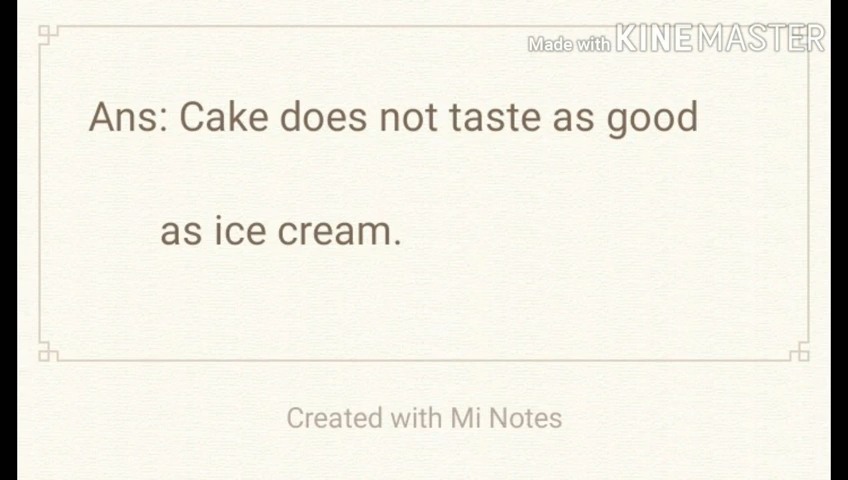 Made with KINEMASTER
Ans: Cake does not taste as good
as ice cream.
Created with Mi Notes